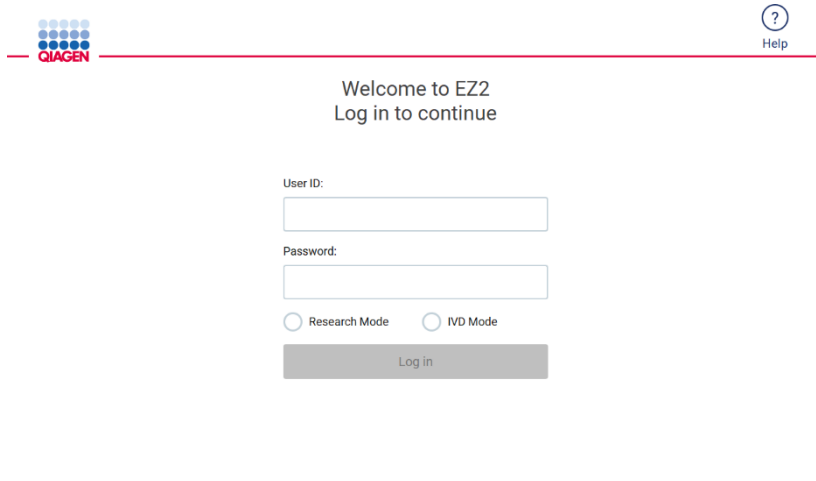 ?
Help
QIAGEN
Welcome to EZ2
Log in to continue
User ID:
Password:
Research Mode IVD Mode
Log in